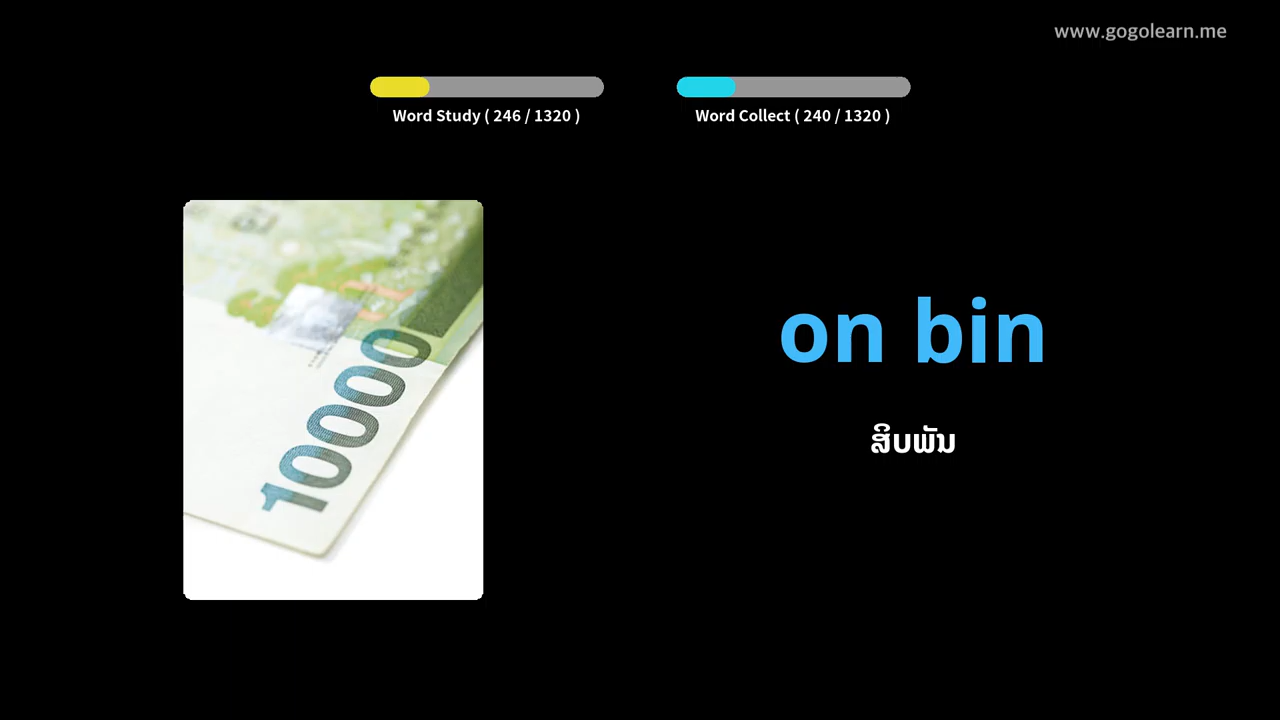 www.gogolearn.me
Word Study ( 246 / 1320 )
Word Collect ( 240 / 1320 )
10000
on bin
ສິບພັນ